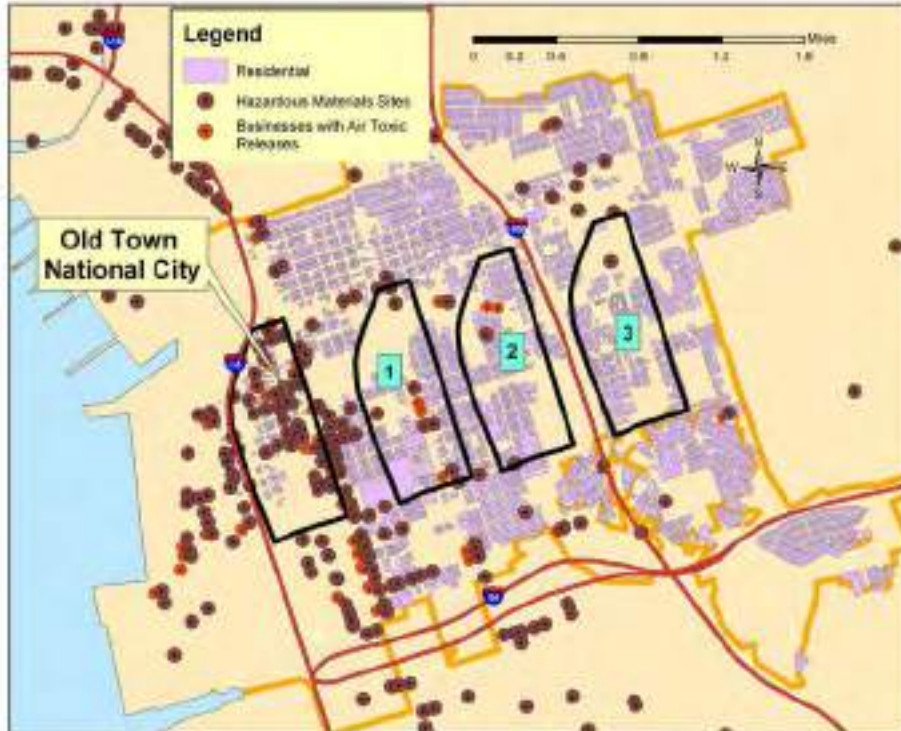 Legend
Residential
Hazardous Materials Sites
Businesses with Air Toxic
Releases
Miles
0 0.2 0.4 0.8 1.2 1.6
N
W E
S
Old Town
National City
1
2
3